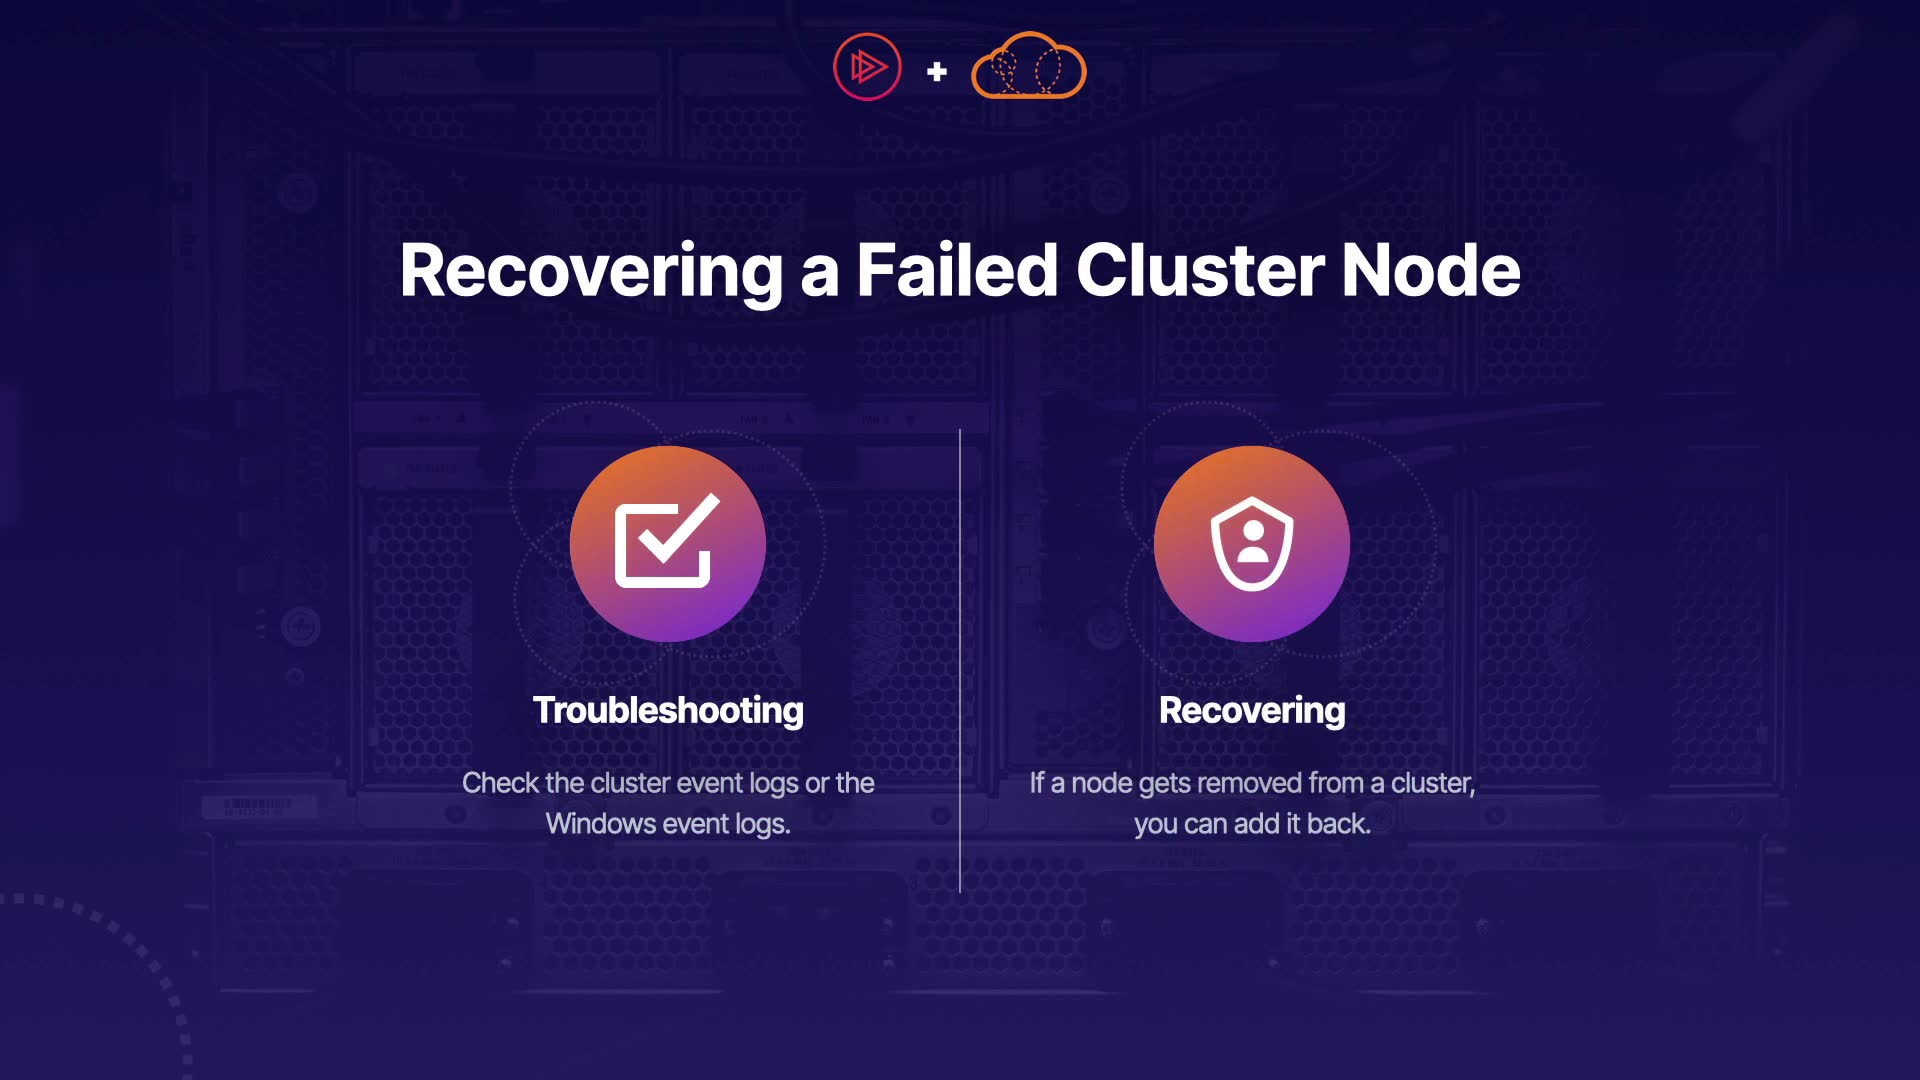 Recovering a Failed Cluster Node
Troubleshooting
Check the cluster event logs or the
Windows event logs.
Recovering
If a node gets removed from a cluster,
you can add it back.